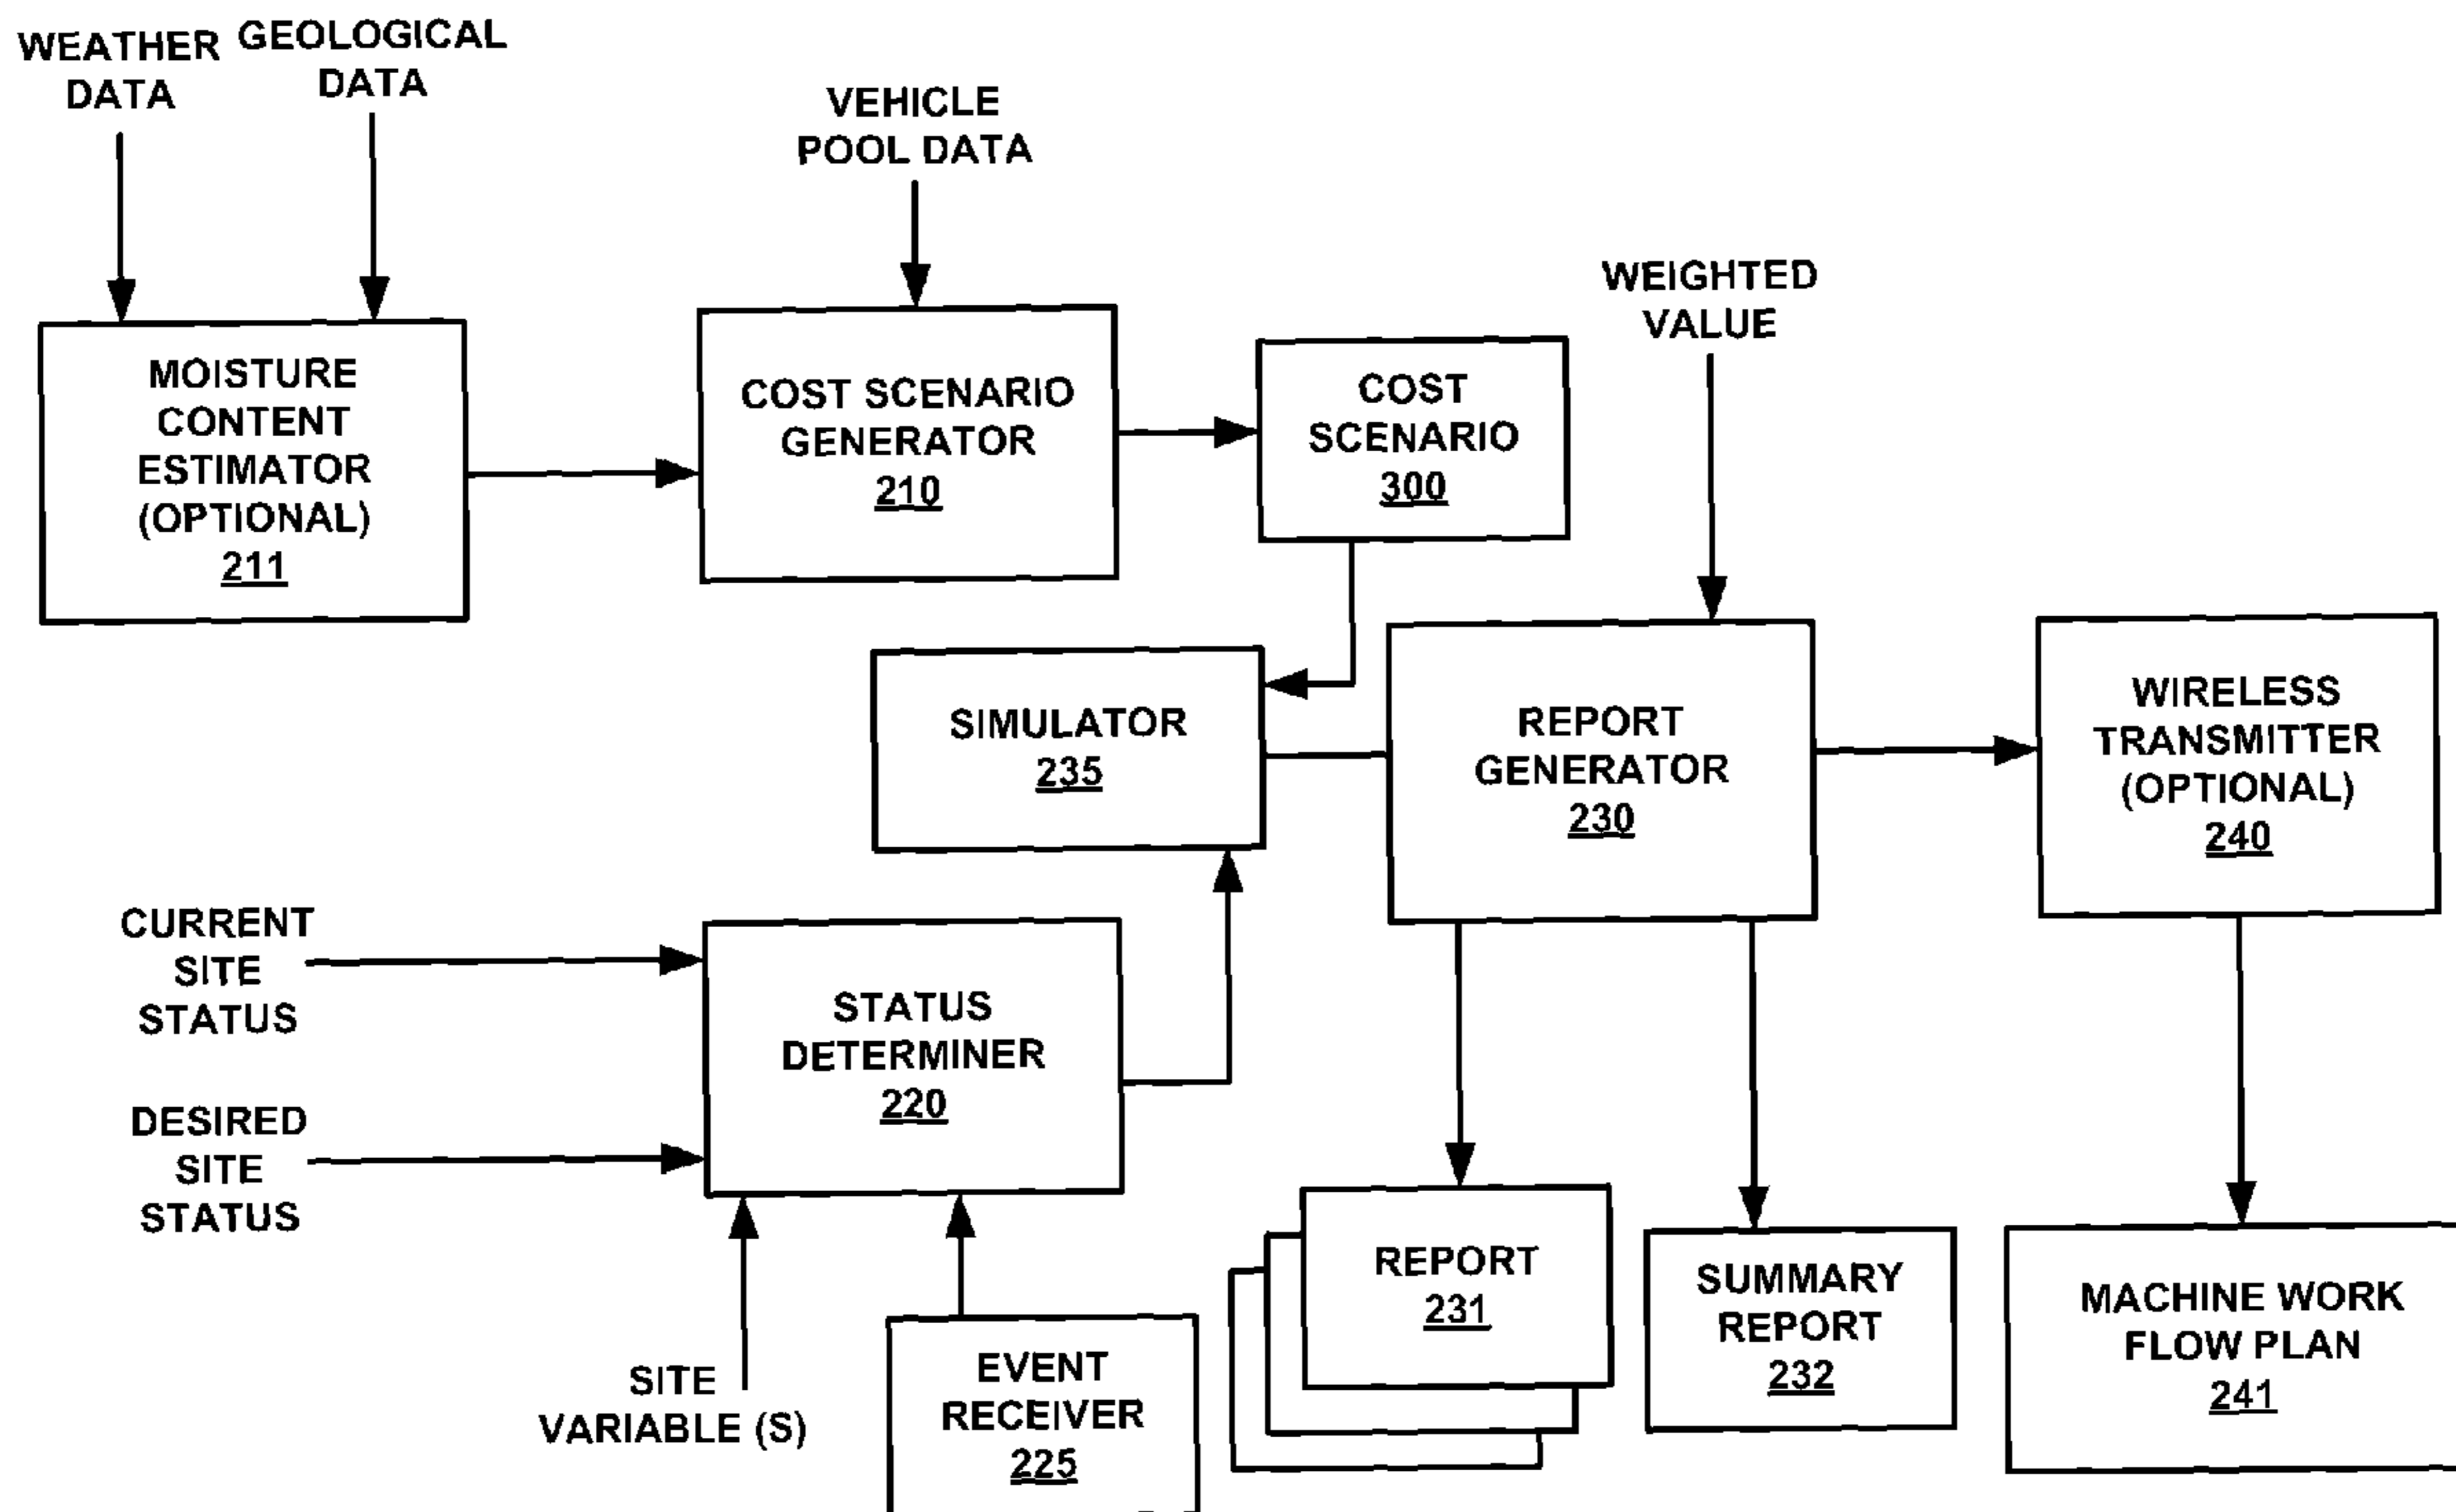 WEATHER
DATA
GEOLOGICAL
DATA
VEHICLE
POOL DATA
WEIGHTED
VALUE
MOISTURE
CONTENT
ESTIMATOR
(OPTIONAL)
211
COST SCENARIO
GENERATOR
210
COST
SCENARIO
300
SIMULATOR
235
REPORT
GENERATOR
230
WIRELESS
TRANSMITTER
(OPTIONAL)
240
CURRENT
SITE
STATUS
DESIRED
SITE
STATUS
STATUS
DETERMINER
220
SITE
VARIABLE (S)
EVENT
RECEIVER
225
REPORT
231
SUMMARY
REPORT
232
MACHINE WORK
FLOW PLAN
241